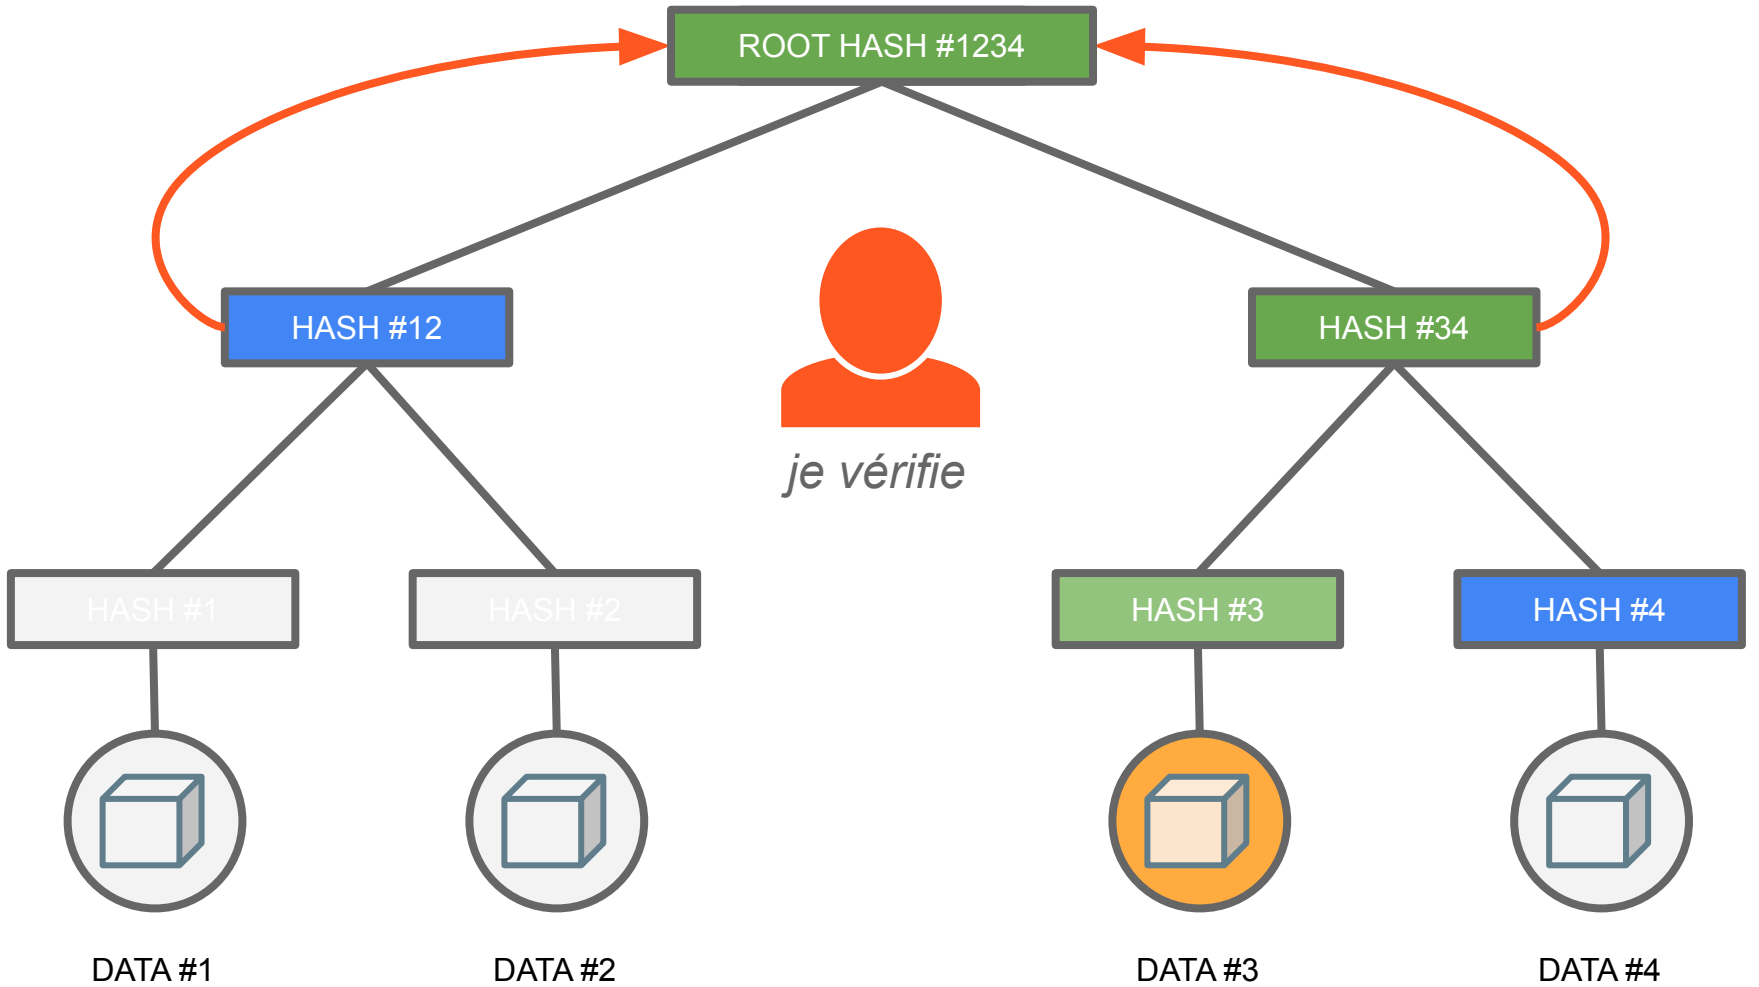 ROOT HASH #1234
HASH #12
HASH #34
je vérifie
HASH #1
HASH #2
HASH #3
HASH #4
DATA #1
DATA #2
DATA #3
DATA #4